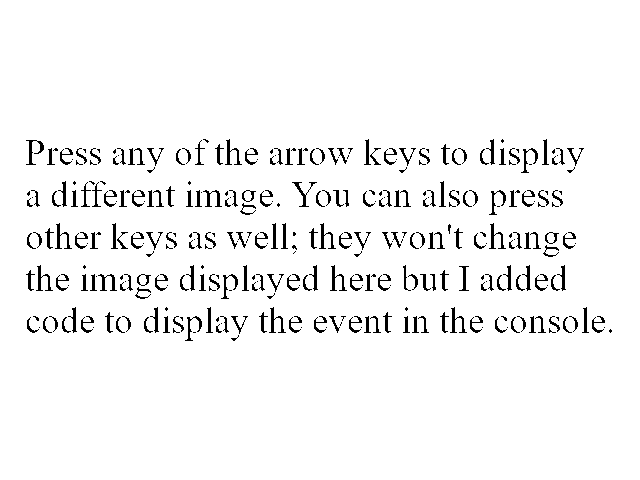 Press any of the arrow keys to display
a different image. You can also press
other keys as well; they won't change
the image displayed here but I added
code to display the event in the console.